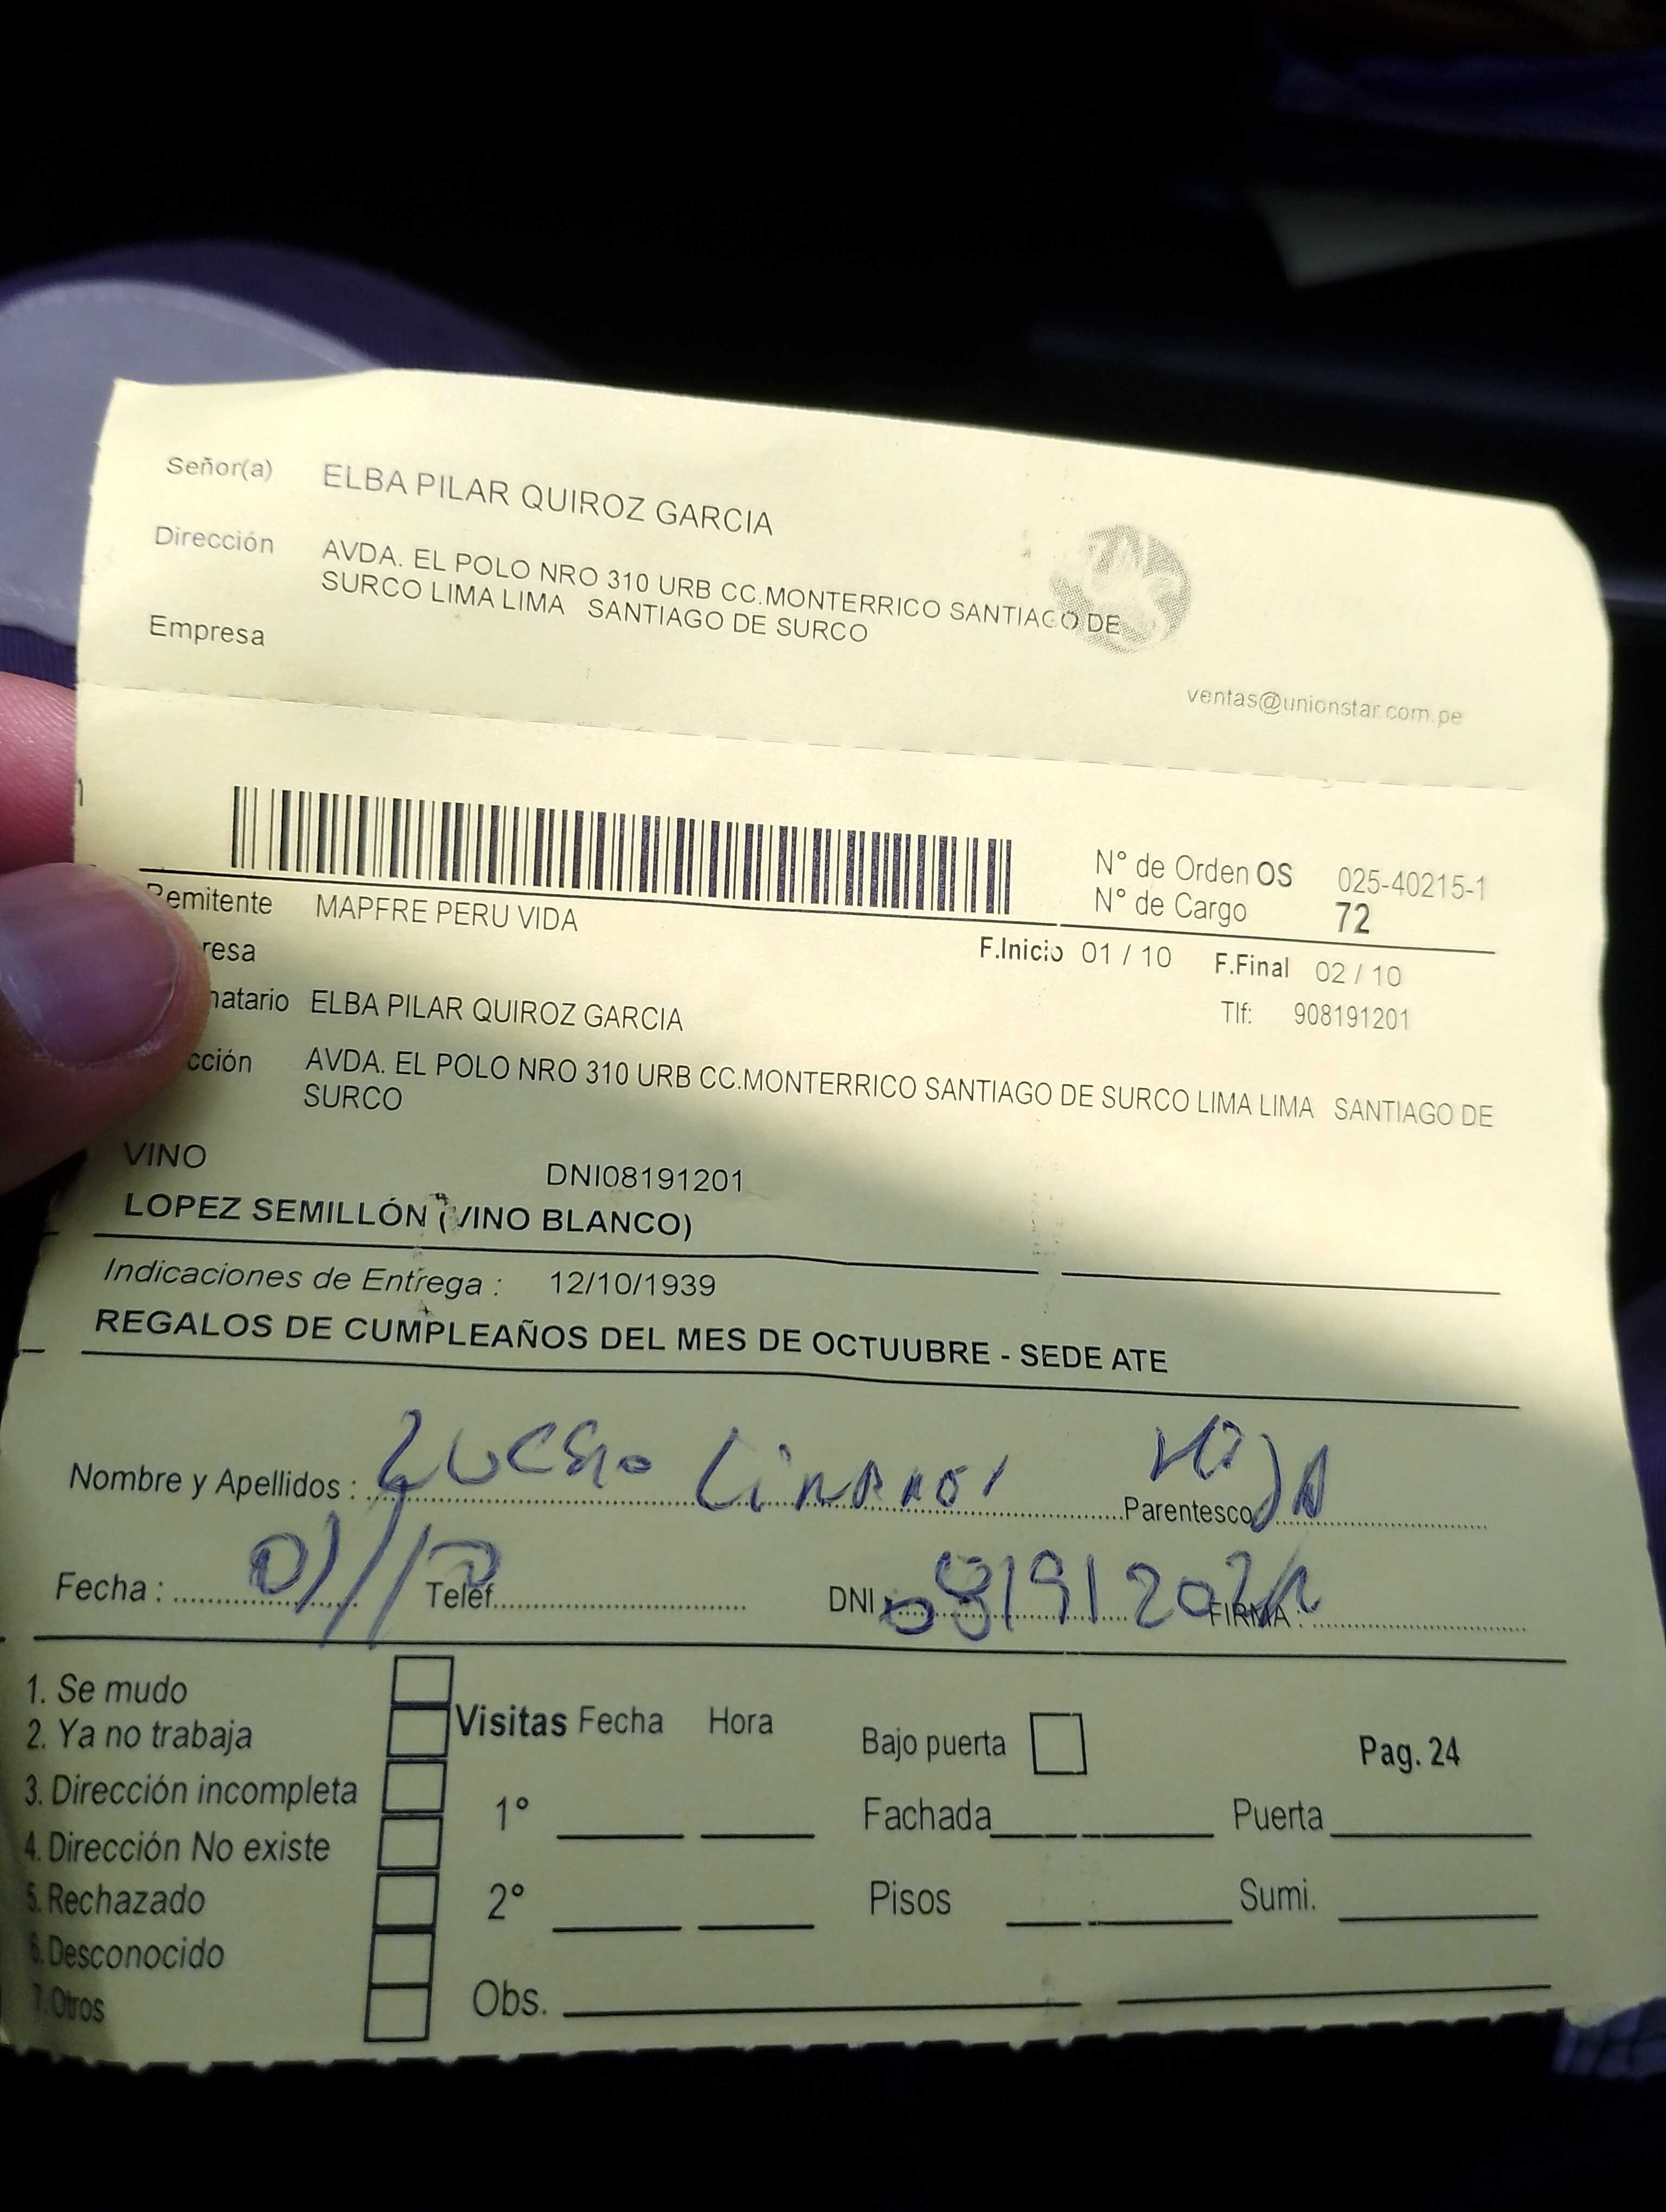 Señor(a) ELBA PILAR QUIROZ GARCIA
Dirección AVDA. EL POLO NRO 310 URB CC.MONTERRICO SANTIAGO DE
SURCO LIMA LIMA SANTIAGO DE SURCO
Empresa
ventas@unionstar.com.pe
N° de Orden OS 025-40215-1
N° de Cargo 72
Remitente MAPFRE PERU VIDA
resa F.Inicio 01 / 10 F.Final 02 / 10
natario ELBA PILAR QUIROZ GARCIA Tlf: 908191201
cción AVDA. EL POLO NRO 310 URB CC.MONTERRICO SANTIAGO DE SURCO LIMA LIMA SANTIAGO DE
SURCO
VINO DNI08191201
LOPEZ SEMILLÓN (VINO BLANCO)
Indicaciones de Entrega : 12/10/1939
REGALOS DE CUMPLEAÑOS DEL MES DE OCTUUBRE - SEDE ATE
Nombre y Apellidos : Parentesco
Fecha : 01/10 Telef. DNI FIRMA :
1. Se mudo
2. Ya no trabaja Visitas Fecha Hora Bajo puerta Pag. 24
3. Dirección incompleta 1° Fachada Puerta
4. Dirección No existe
5. Rechazado 2° Pisos Sumi.
6. Desconocido
7. Otros Obs.